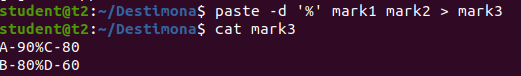 student@t2:~/Destimona$ paste -d '%' mark1 mark2 > mark3
student@t2:~/Destimona$ cat mark3
A-90%C-80
B-80%D-60